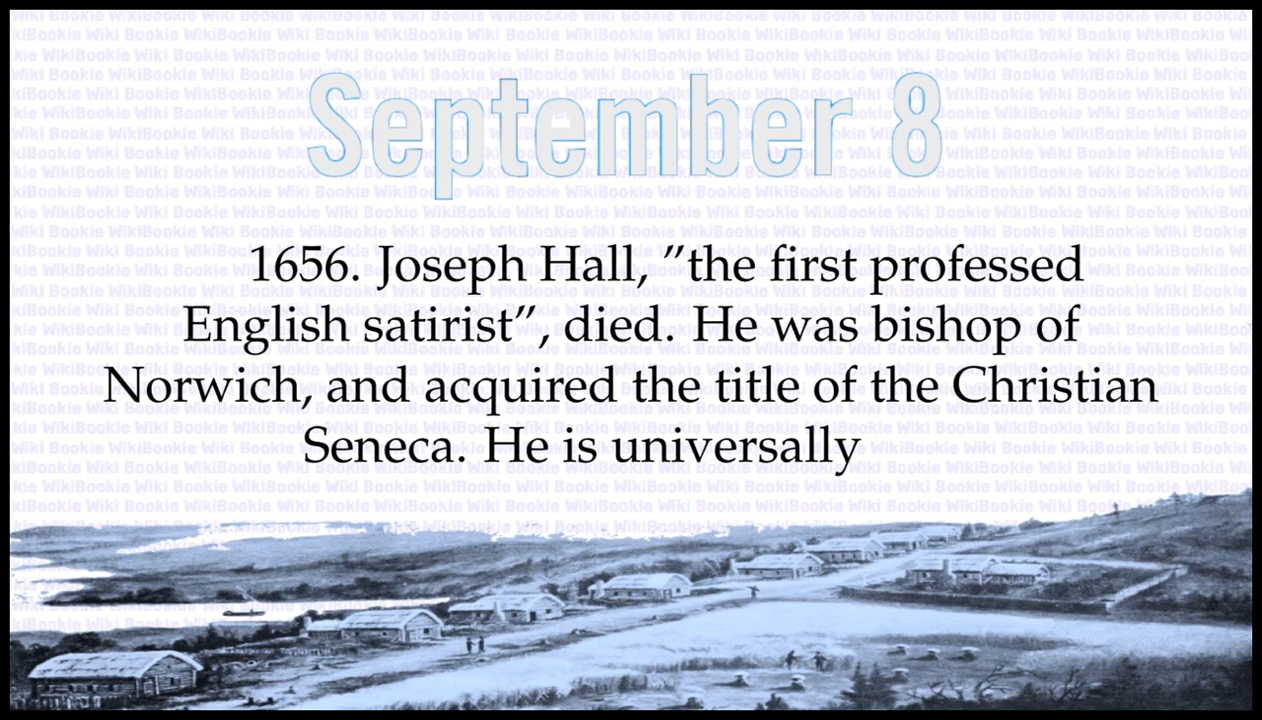 September 8
1656. Joseph Hall, ”the first professed
English satirist”, died. He was bishop of
Norwich, and acquired the title of the Christian
Seneca. He is universally